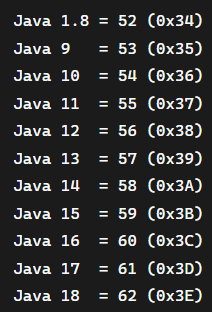 Java 1.8 = 52 (0x34)
Java 9   = 53 (0x35)
Java 10  = 54 (0x36)
Java 11  = 55 (0x37)
Java 12  = 56 (0x38)
Java 13  = 57 (0x39)
Java 14  = 58 (0x3A)
Java 15  = 59 (0x3B)
Java 16  = 60 (0x3C)
Java 17  = 61 (0x3D)
Java 18  = 62 (0x3E)